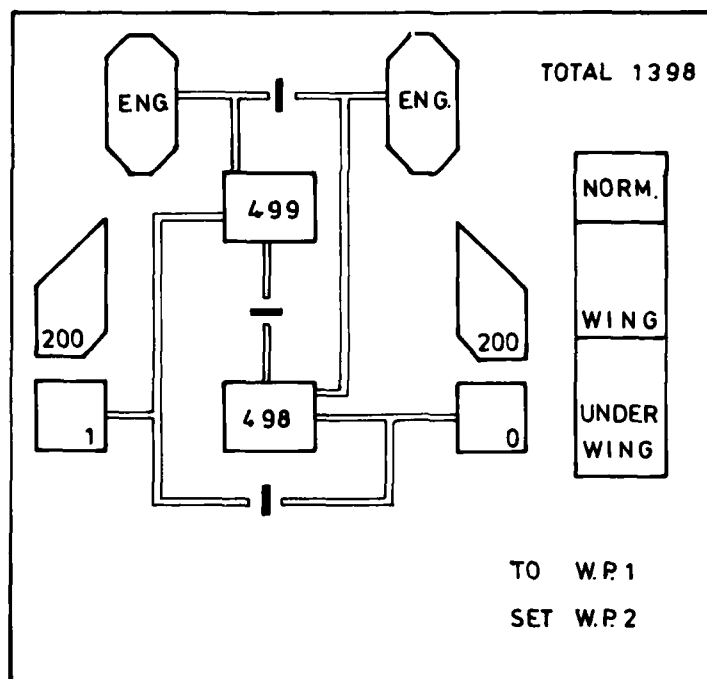 ENG.
ENG.
TOTAL 1398
499
NORM.
200
200
WING
1
498
0
UNDER
WING
TO W.P.1
SET W.P.2